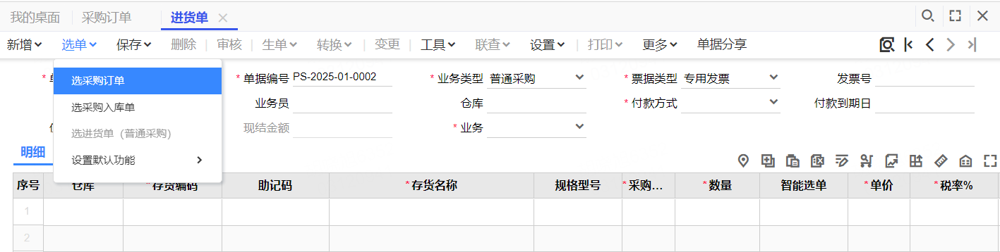 我的桌面 采购订单 进货单
新增 选单 保存 删除 审核 生单 转换 变更 工具 联查 设置 打印 更多 单据分享
选采购订单
选采购入库单
选进货单（普通采购）
设置默认功能
* * 单据编号 PS-2025-01-0002 * 业务类型 普通采购 * 票据类型 专用发票 发票号
业务员 仓库 * 付款方式 付款到期日
现结金额 * 业务
明细
序号 仓库 *存货编码 助记码 *存货名称 规格型号 *采购... *数量 智能选单 *单价 *税率%
1
2